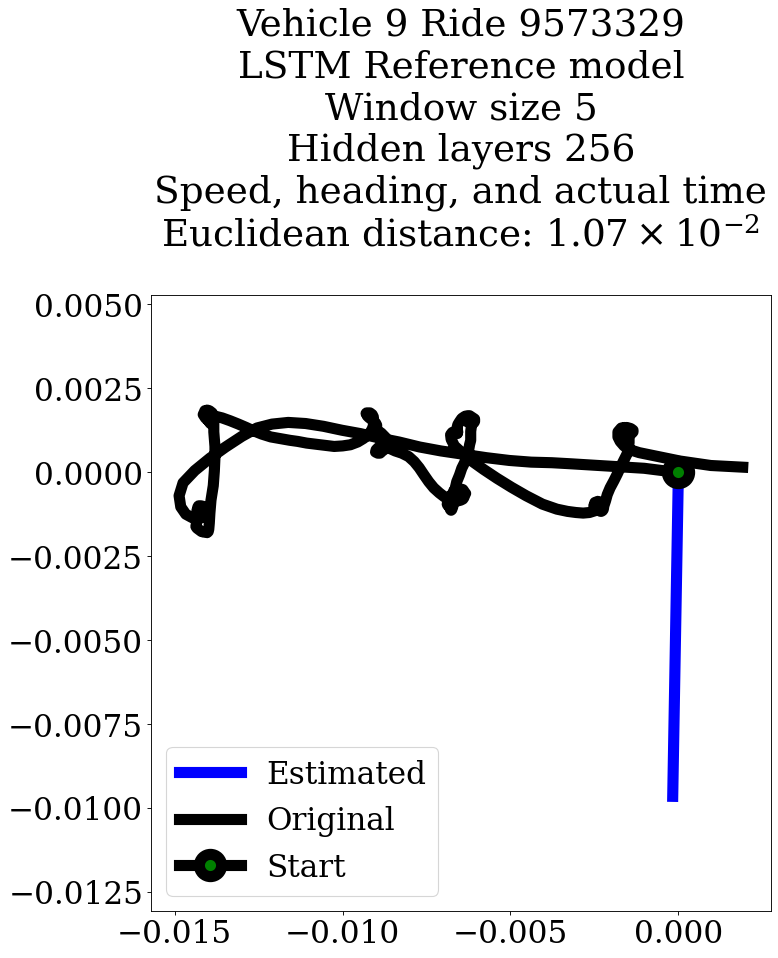 Vehicle 9 Ride 9573329
LSTM Reference model
Window size 5
Hidden layers 256
Speed, heading, and actual time
Euclidean distance: 1.07 × 10⁻²
0.0050
0.0025
0.0000
−0.0025
−0.0050
−0.0075
−0.0100
−0.0125
Estimated
Original
Start
−0.015 −0.010 −0.005 0.000